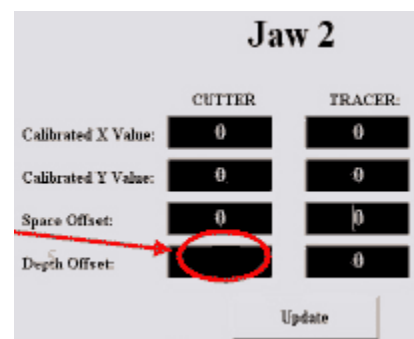 Jaw 2
CUTTER TRACER:
Calibrated X Value: 0 0
Calibrated Y Value: 0 0
Space Offset: 0 0
Depth Offset: 0
Update